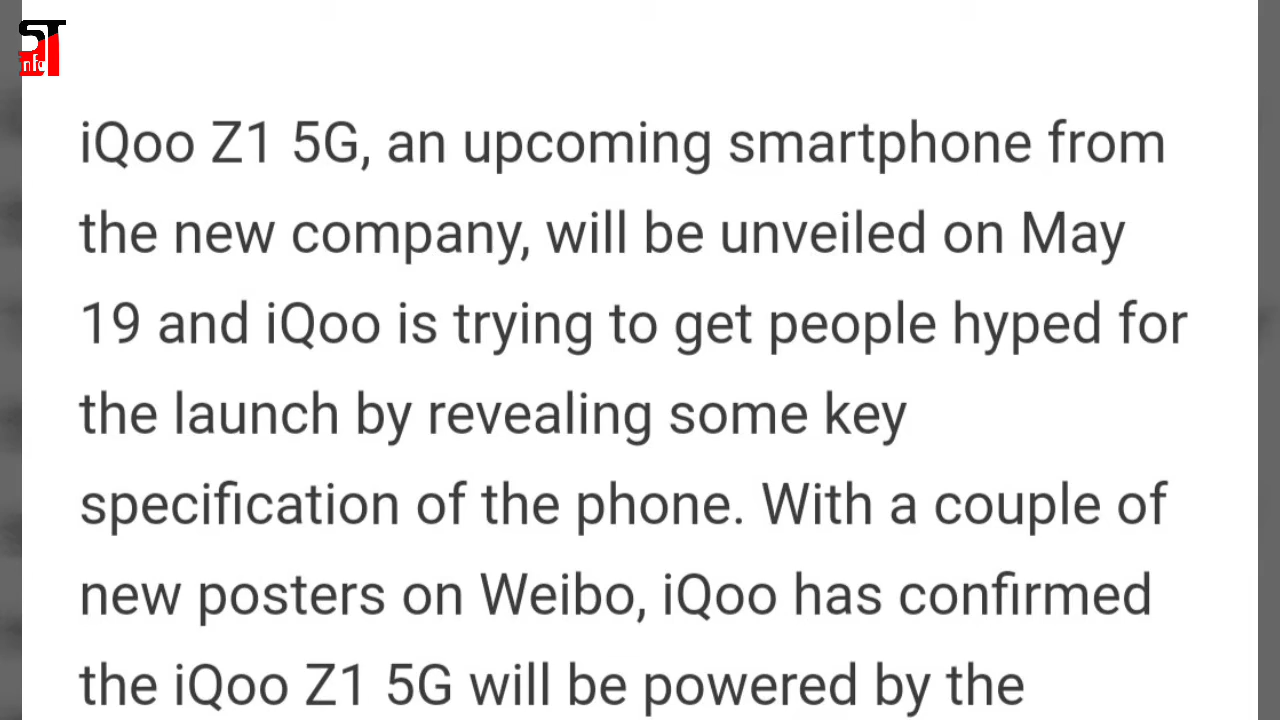 ST
info
iQoo Z1 5G, an upcoming smartphone from
the new company, will be unveiled on May
19 and iQoo is trying to get people hyped for
the launch by revealing some key
specification of the phone. With a couple of
new posters on Weibo, iQoo has confirmed
the iQoo Z1 5G will be powered by the